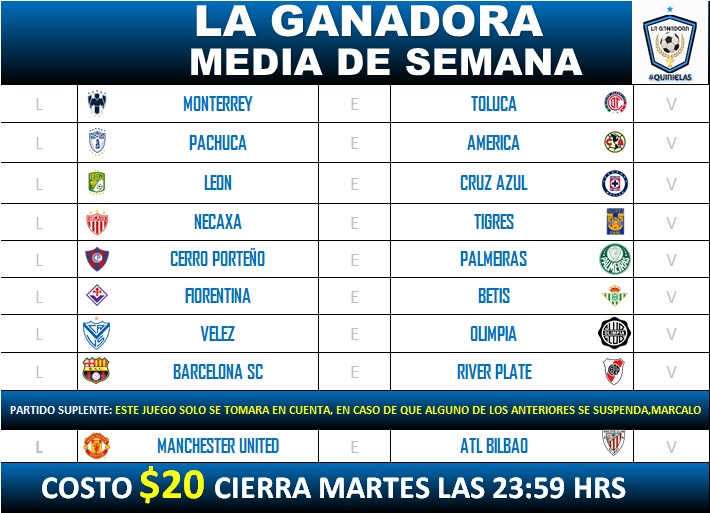 LA GANADORA
MEDIA DE SEMANA
LA GANADORA
#QUINIELAS
L MONTERREY E TOLUCA V
L PACHUCA E AMERICA V
L LEON E CRUZ AZUL V
L NECAXA E TIGRES V
L CERRO PORTEÑO E PALMEIRAS V
L FIORENTINA E BETIS V
L VELEZ E OLIMPIA V
L BARCELONA SC E RIVER PLATE V
PARTIDO SUPLENTE: ESTE JUEGO SOLO SE TOMARA EN CUENTA, EN CASO DE QUE ALGUNO DE LOS ANTERIORES SE SUSPENDA,MARCALO
L MANCHESTER UNITED E ATL BILBAO V
COSTO $20 CIERRA MARTES LAS 23:59 HRS